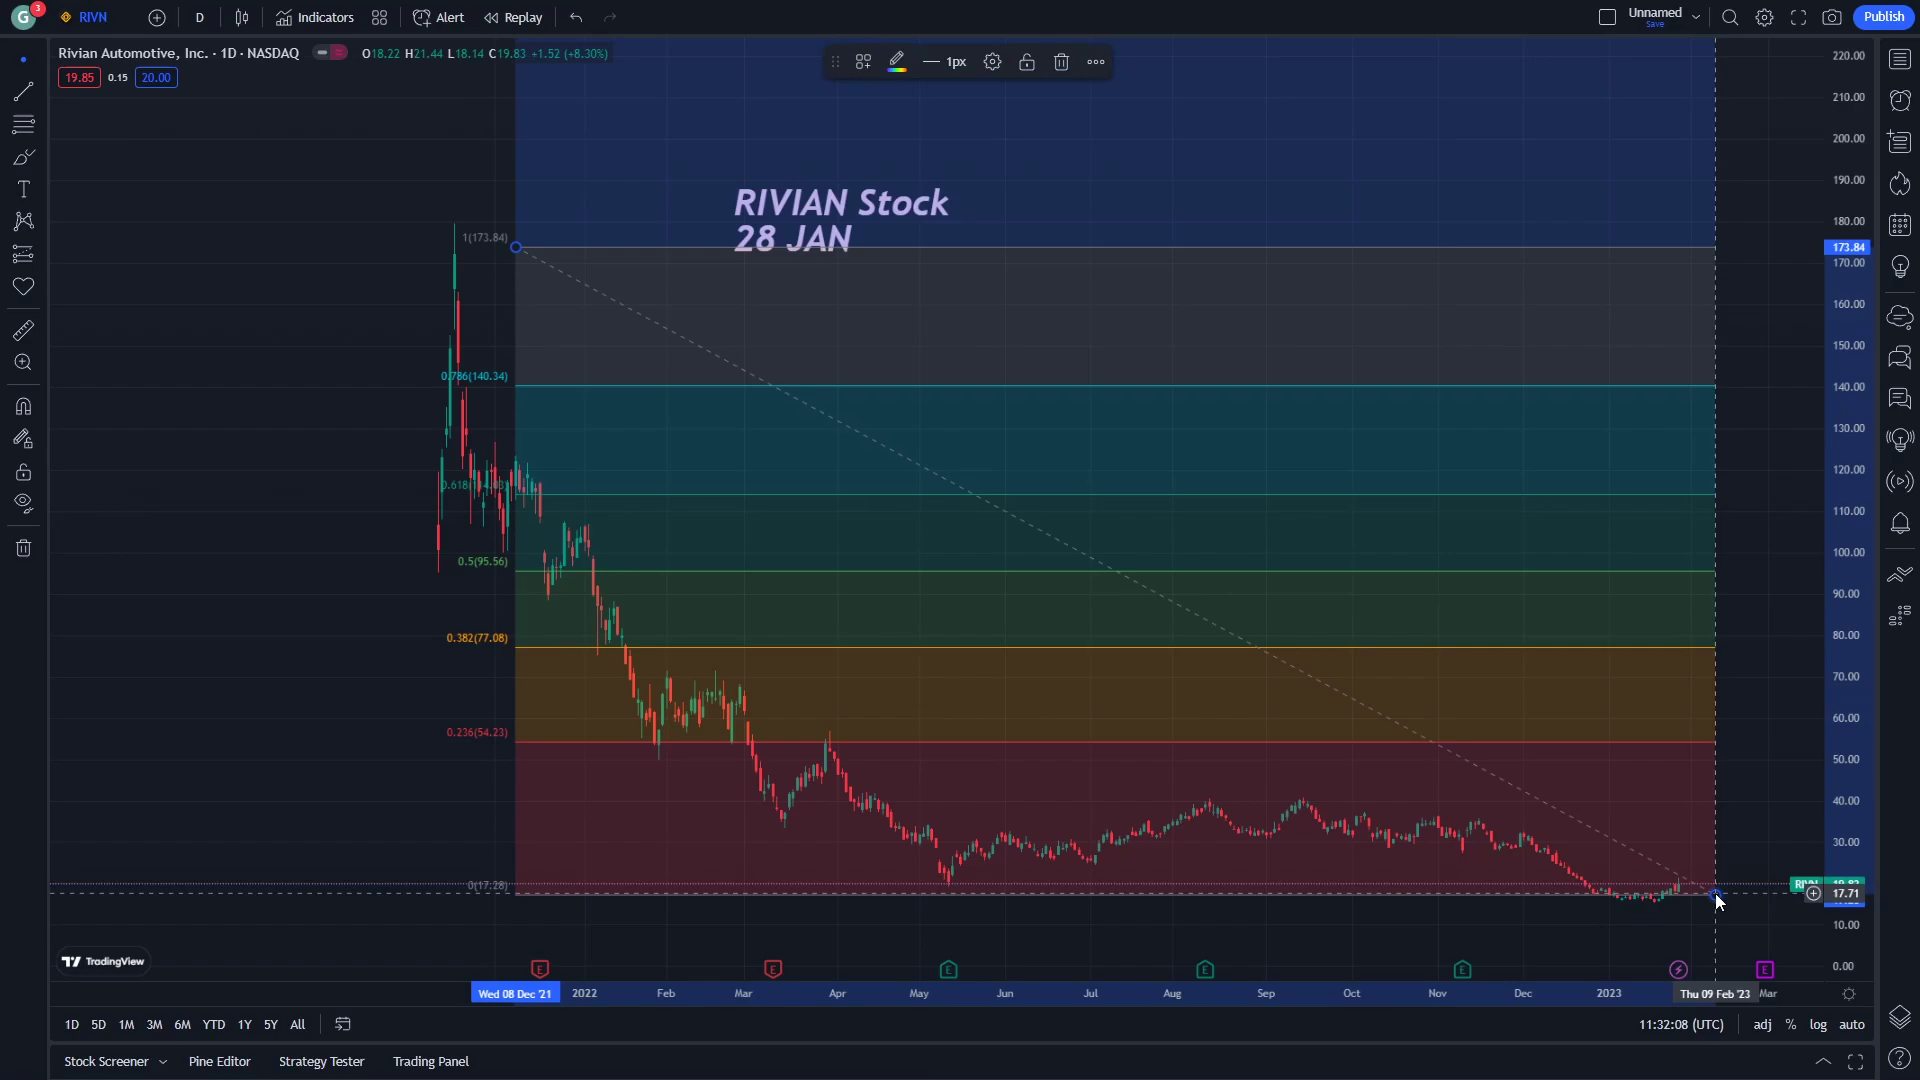 G 3 RIVN D Indicators Alert Replay Unnamed Save Publish
Rivian Automotive, Inc. · 1D · NASDAQ O18.22 H21.44 L18.14 C19.83 +1.52 (+8.30%)
19.85 0.15 20.00
1px
RIVIAN Stock
28 JAN
1(173.84)
0.786(140.34)
0.5(95.56)
0.382(77.08)
0.236(54.23)
0(17.28)
220.00
210.00
200.00
190.00
180.00
173.84
170.00
160.00
150.00
140.00
130.00
120.00
110.00
100.00
90.00
80.00
70.00
60.00
50.00
40.00
30.00
17.71
10.00
0.00
TradingView
E E E E E E
Wed 08 Dec '21 2022 Feb Mar Apr May Jun Jul Aug Sep Oct Nov Dec 2023 Thu 09 Feb '23 Mar
1D 5D 1M 3M 6M YTD 1Y 5Y All 11:32:08 (UTC) adj % log auto
Stock Screener Pine Editor Strategy Tester Trading Panel